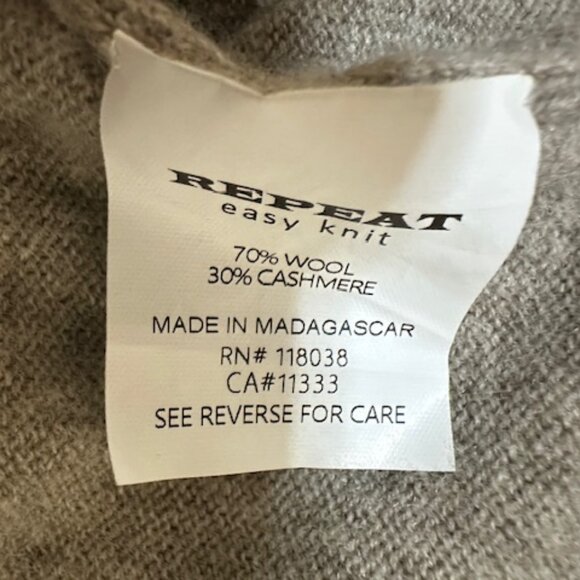 REPEAT
easy knit
70% WOOL
30% CASHMERE
MADE IN MADAGASCAR
RN# 118038
CA#11333
SEE REVERSE FOR CARE